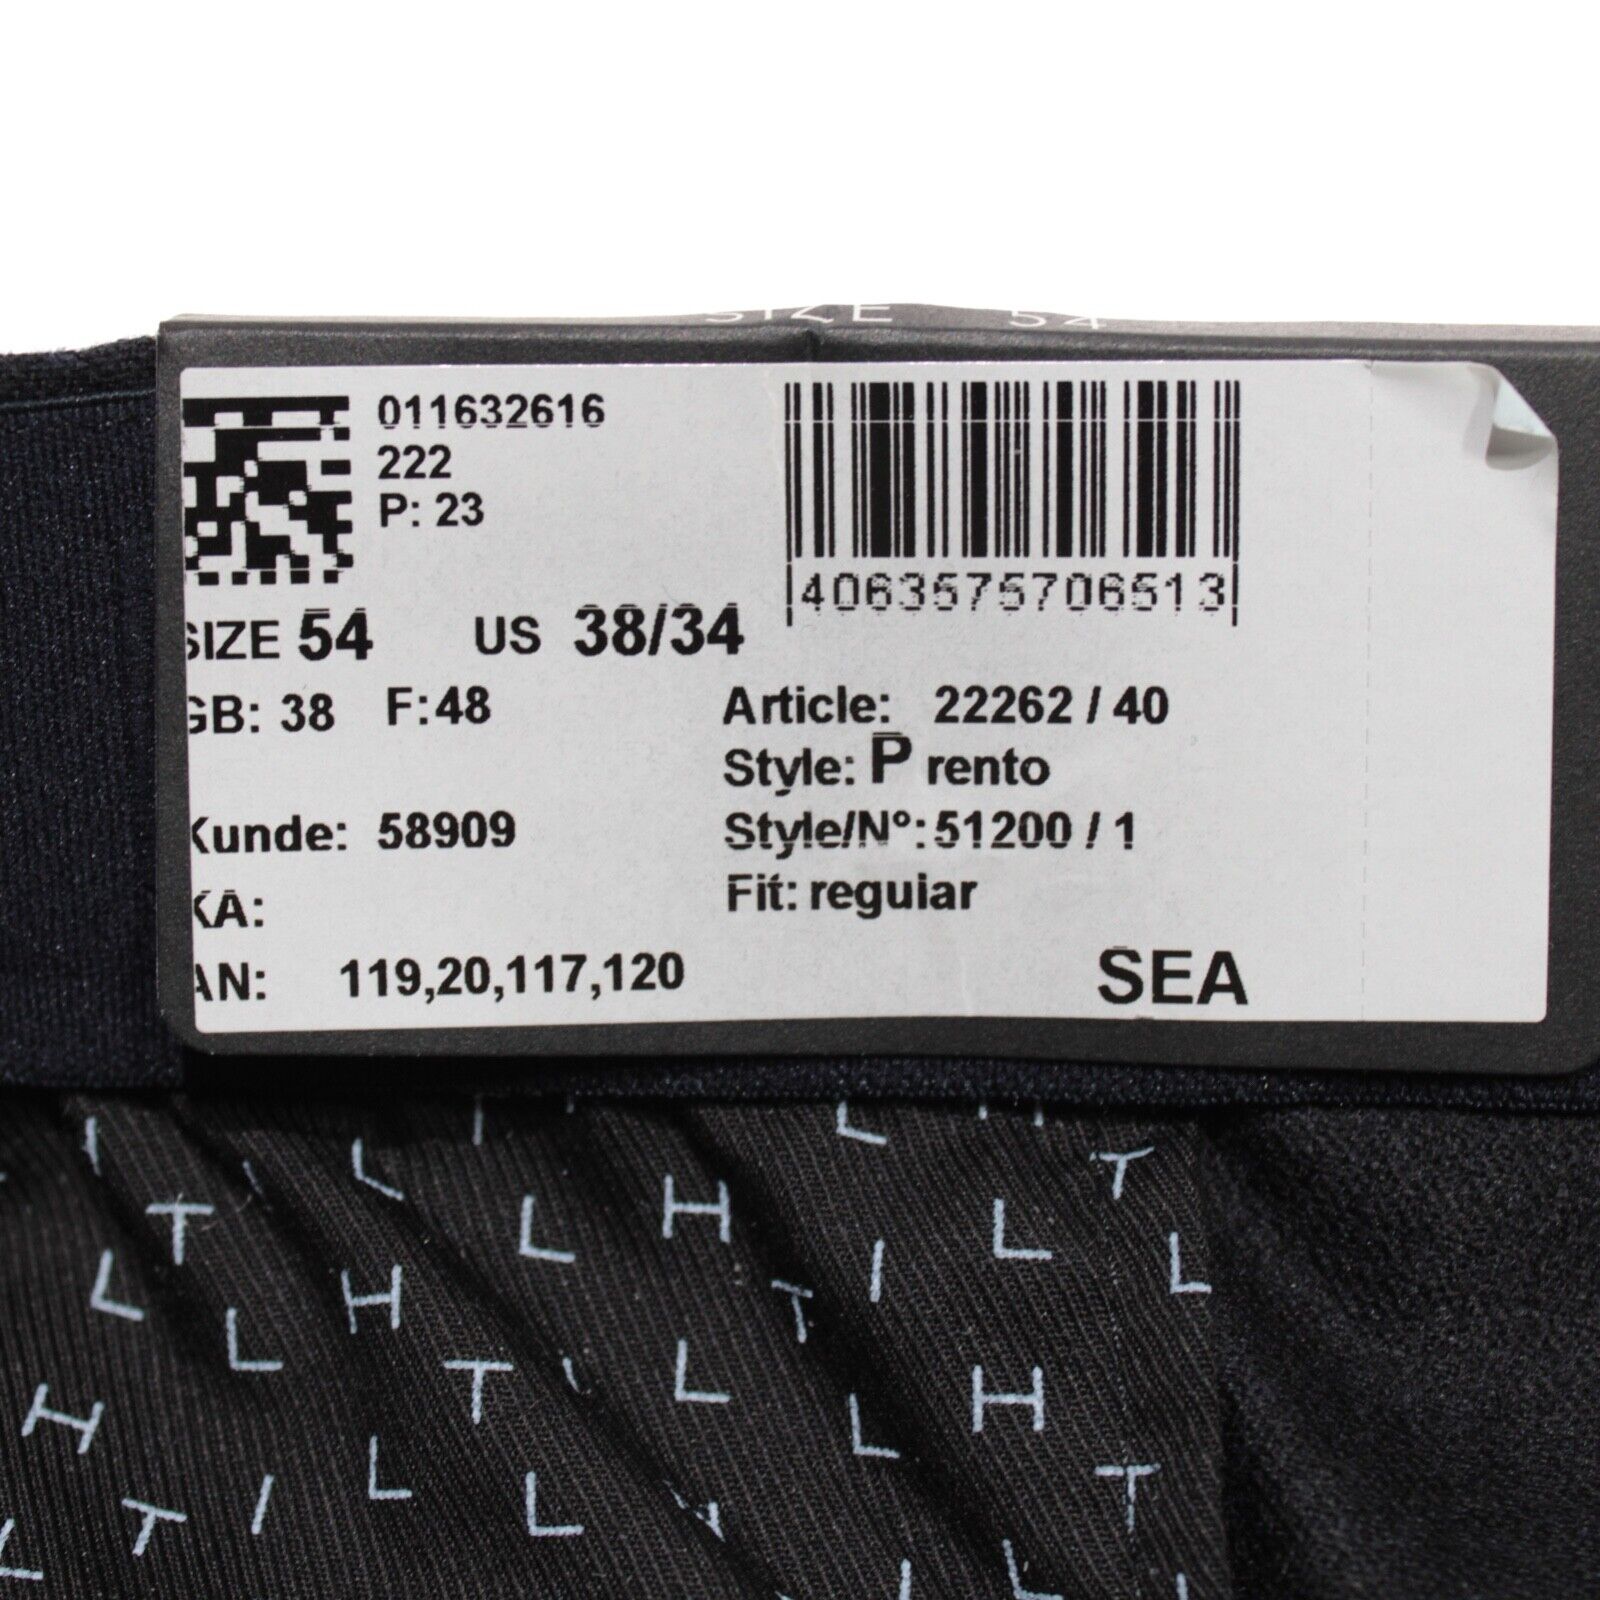 SIZE 54
011632616
222
P: 23
4063575706513
SIZE 54 US 38/34
GB: 38 F:48
Article: 22262 / 40
Style: P rento
Kunde: 58909
Style/N°: 51200 / 1
KA:
Fit: regular
AN: 119,20,117,120
SEA
L T
L H
T L I L L
L H T
L T L
H L H
T I L L T
L